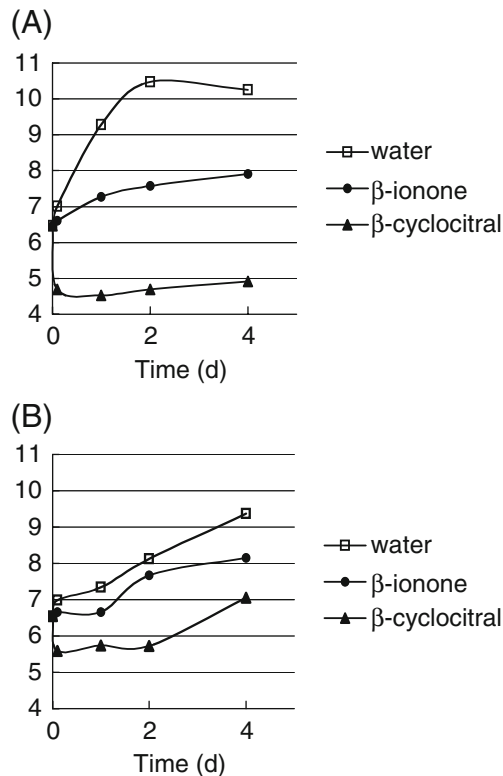 (A)
11
10
9
8
7
6
5
4
0 2 4
Time (d)
water
β-ionone
β-cyclocitral
(B)
11
10
9
8
7
6
5
4
0 2 4
Time (d)
water
β-ionone
β-cyclocitral